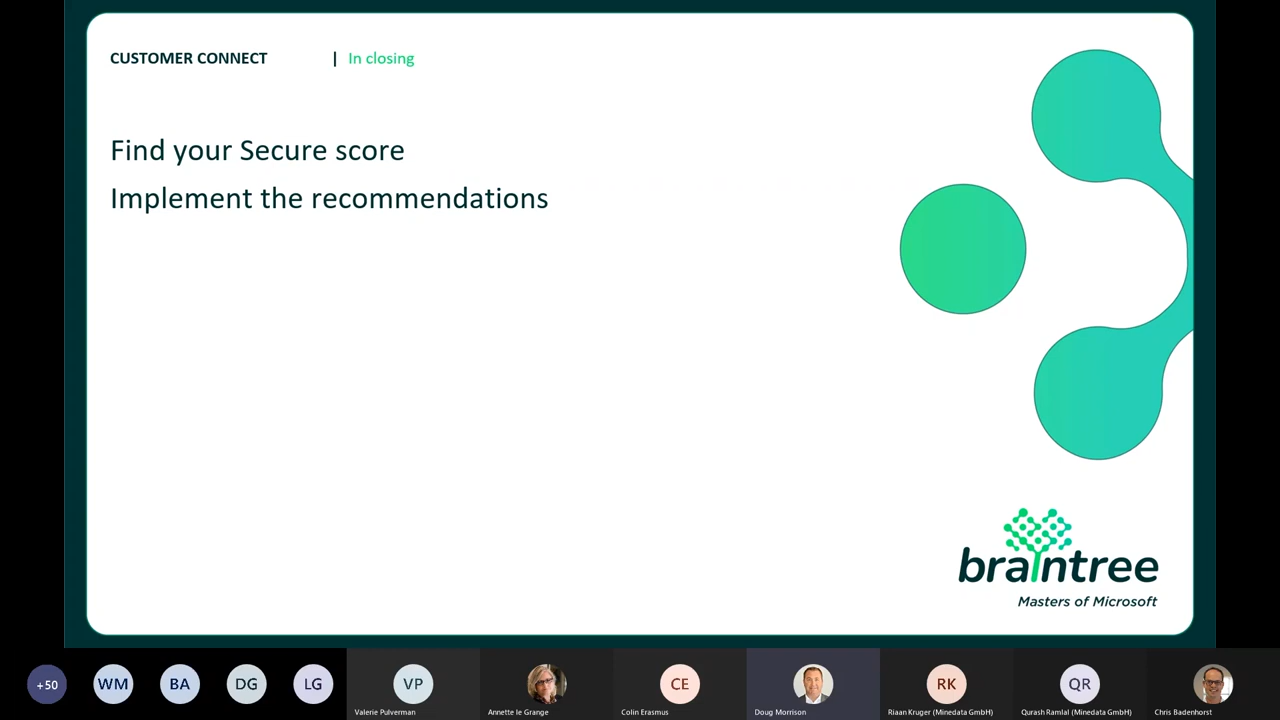 CUSTOMER CONNECT | In closing
Find your Secure score
Implement the recommendations
braintree
Masters of Microsoft
+50 WM BA DG LG VP CE RK QR
Valerie Pulverman Annette le Grange Colin Erasmus Doug Morrison Riaan Kruger (Minedata GmbH) Qurash Ramlal (Minedata GmbH) Chris Badenhorst